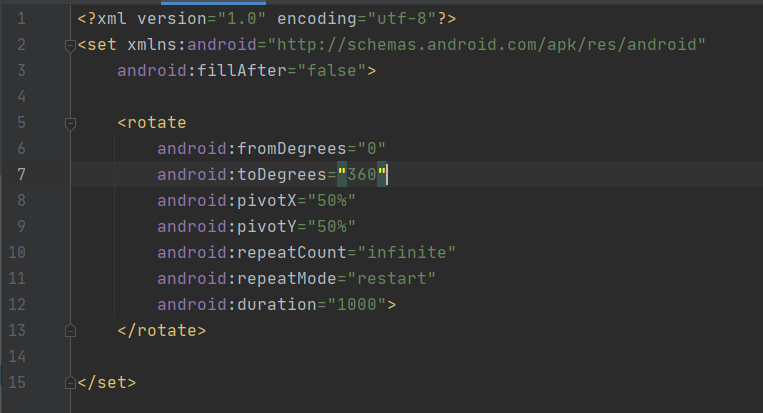 1 <?xml version="1.0" encoding="utf-8"?>
2 <set xmlns:android="http://schemas.android.com/apk/res/android"
3     android:fillAfter="false">
4
5     <rotate
6         android:fromDegrees="0"
7         android:toDegrees="360"
8         android:pivotX="50%"
9         android:pivotY="50%"
10         android:repeatCount="infinite"
11         android:repeatMode="restart"
12         android:duration="1000">
13     </rotate>
14
15 </set>